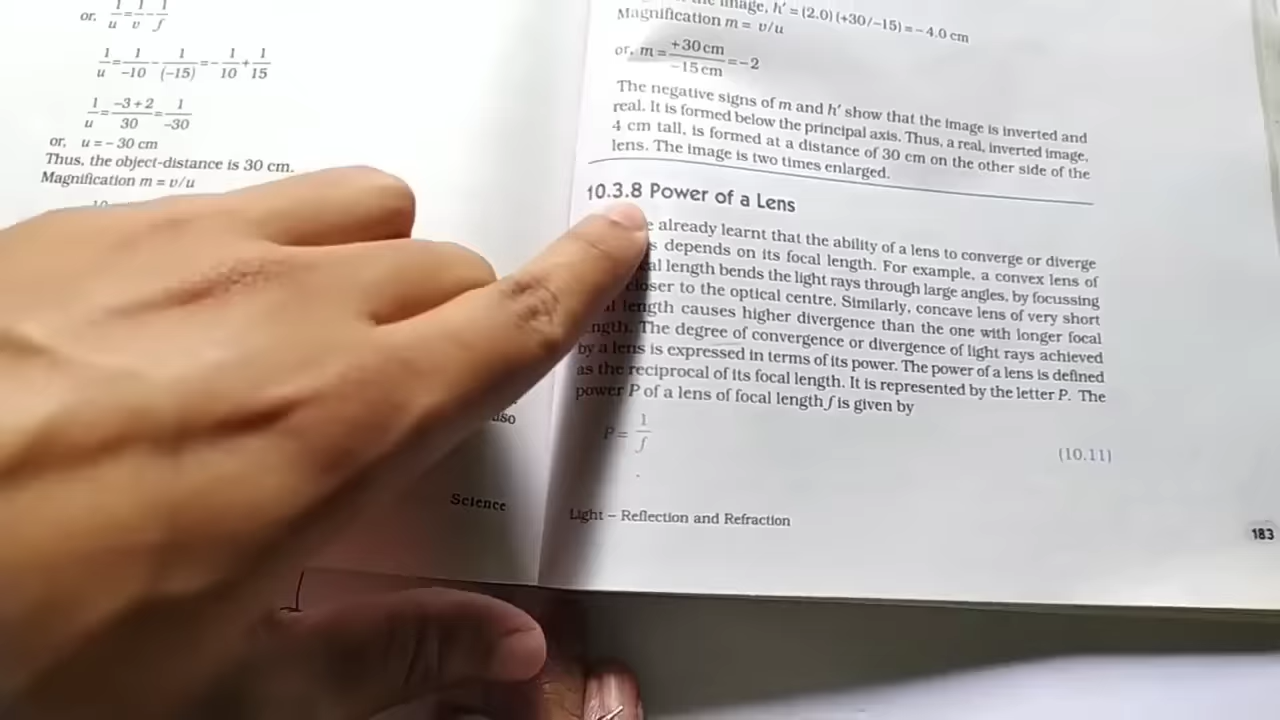 or, 1/u = 1/v - 1/f
1/u = 1/-10 - 1/(-15) = -1/10 + 1/15
1/u = -3+2/30 = 1/-30
or, u = – 30 cm
Thus, the object-distance is 30 cm.
Magnification m = v/u
uso
Science
image, h′ = (2.0) (+30/–15) = – 4.0 cm
Magnification m = v/u
or, m = +30 cm/–15 cm = –2
The negative signs of m and h′ show that the image is inverted and
real. It is formed below the principal axis. Thus, a real, inverted image,
4 cm tall, is formed at a distance of 30 cm on the other side of the
lens. The image is two times enlarged.
10.3.8 Power of a Lens
e already learnt that the ability of a lens to converge or diverge
s depends on its focal length. For example, a convex lens of
al length bends the light rays through large angles, by focussing
closer to the optical centre. Similarly, concave lens of very short
al length causes higher divergence than the one with longer focal
ngth. The degree of convergence or divergence of light rays achieved
by a lens is expressed in terms of its power. The power of a lens is defined
as the reciprocal of its focal length. It is represented by the letter P. The
power P of a lens of focal length f is given by
P = 1/f
(10.11)
Light – Reflection and Refraction
183